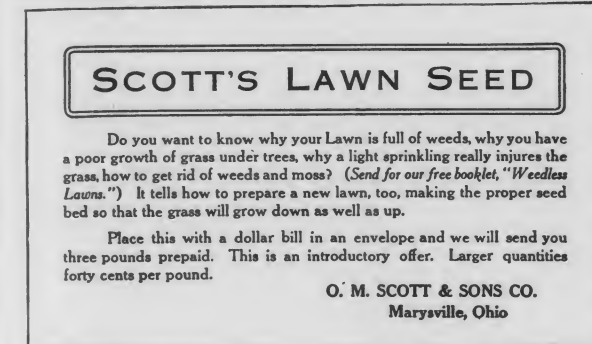 SCOTT'S LAWN SEED
Do you want to know why your Lawn is full of weeds, why you have
a poor growth of grass under trees, why a light sprinkling really injures the
grass, how to get rid of weeds and moss? (Send for our free booklet, "Weedless
Lawns.") It tells how to prepare a new lawn, too, making the proper seed
bed so that the grass will grow down as well as up.
Place this with a dollar bill in an envelope and we will send you
three pounds prepaid. This is an introductory offer. Larger quantities
forty cents per pound.
O. M. SCOTT & SONS CO.
Marysville, Ohio